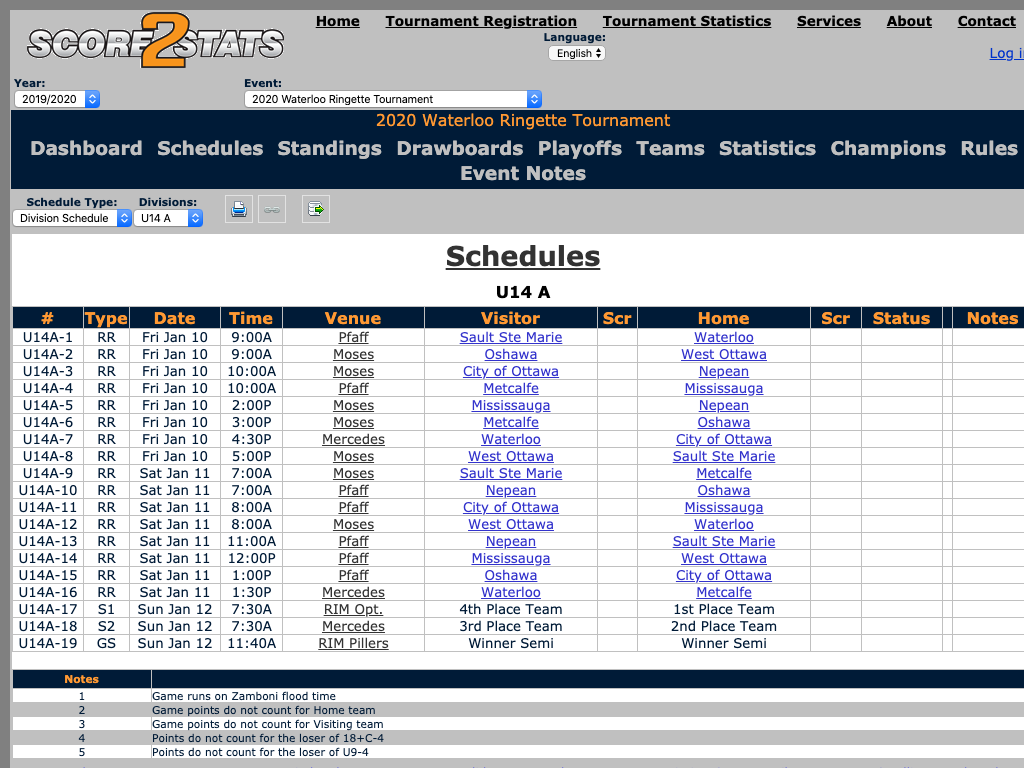 SCORE2STATS
Home Tournament Registration Tournament Statistics Services About Contact
Language:
English
Log i
Year: Event:
2019/2020 2020 Waterloo Ringette Tournament
2020 Waterloo Ringette Tournament
Dashboard Schedules Standings Drawboards Playoffs Teams Statistics Champions Rules
Event Notes
Schedule Type: Divisions:
Division Schedule U14 A
Schedules
U14 A
# Type Date Time Venue Visitor Scr Home Scr Status Notes
U14A-1 RR Fri Jan 10 9:00A Pfaff Sault Ste Marie Waterloo
U14A-2 RR Fri Jan 10 9:00A Moses Oshawa West Ottawa
U14A-3 RR Fri Jan 10 10:00A Moses City of Ottawa Nepean
U14A-4 RR Fri Jan 10 10:00A Pfaff Metcalfe Mississauga
U14A-5 RR Fri Jan 10 2:00P Moses Mississauga Nepean
U14A-6 RR Fri Jan 10 3:00P Moses Metcalfe Oshawa
U14A-7 RR Fri Jan 10 4:30P Mercedes Waterloo City of Ottawa
U14A-8 RR Fri Jan 10 5:00P Moses West Ottawa Sault Ste Marie
U14A-9 RR Sat Jan 11 7:00A Moses Sault Ste Marie Metcalfe
U14A-10 RR Sat Jan 11 7:00A Pfaff Nepean Oshawa
U14A-11 RR Sat Jan 11 8:00A Pfaff City of Ottawa Mississauga
U14A-12 RR Sat Jan 11 8:00A Moses West Ottawa Waterloo
U14A-13 RR Sat Jan 11 11:00A Pfaff Nepean Sault Ste Marie
U14A-14 RR Sat Jan 11 12:00P Pfaff Mississauga West Ottawa
U14A-15 RR Sat Jan 11 1:00P Pfaff Oshawa City of Ottawa
U14A-16 RR Sat Jan 11 1:30P Mercedes Waterloo Metcalfe
U14A-17 S1 Sun Jan 12 7:30A RIM Opt. 4th Place Team 1st Place Team
U14A-18 S2 Sun Jan 12 7:30A Mercedes 3rd Place Team 2nd Place Team
U14A-19 GS Sun Jan 12 11:40A RIM Pillers Winner Semi Winner Semi
Notes
1 Game runs on Zamboni flood time
2 Game points do not count for Home team
3 Game points do not count for Visiting team
4 Points do not count for the loser of 18+C-4
5 Points do not count for the loser of U9-4